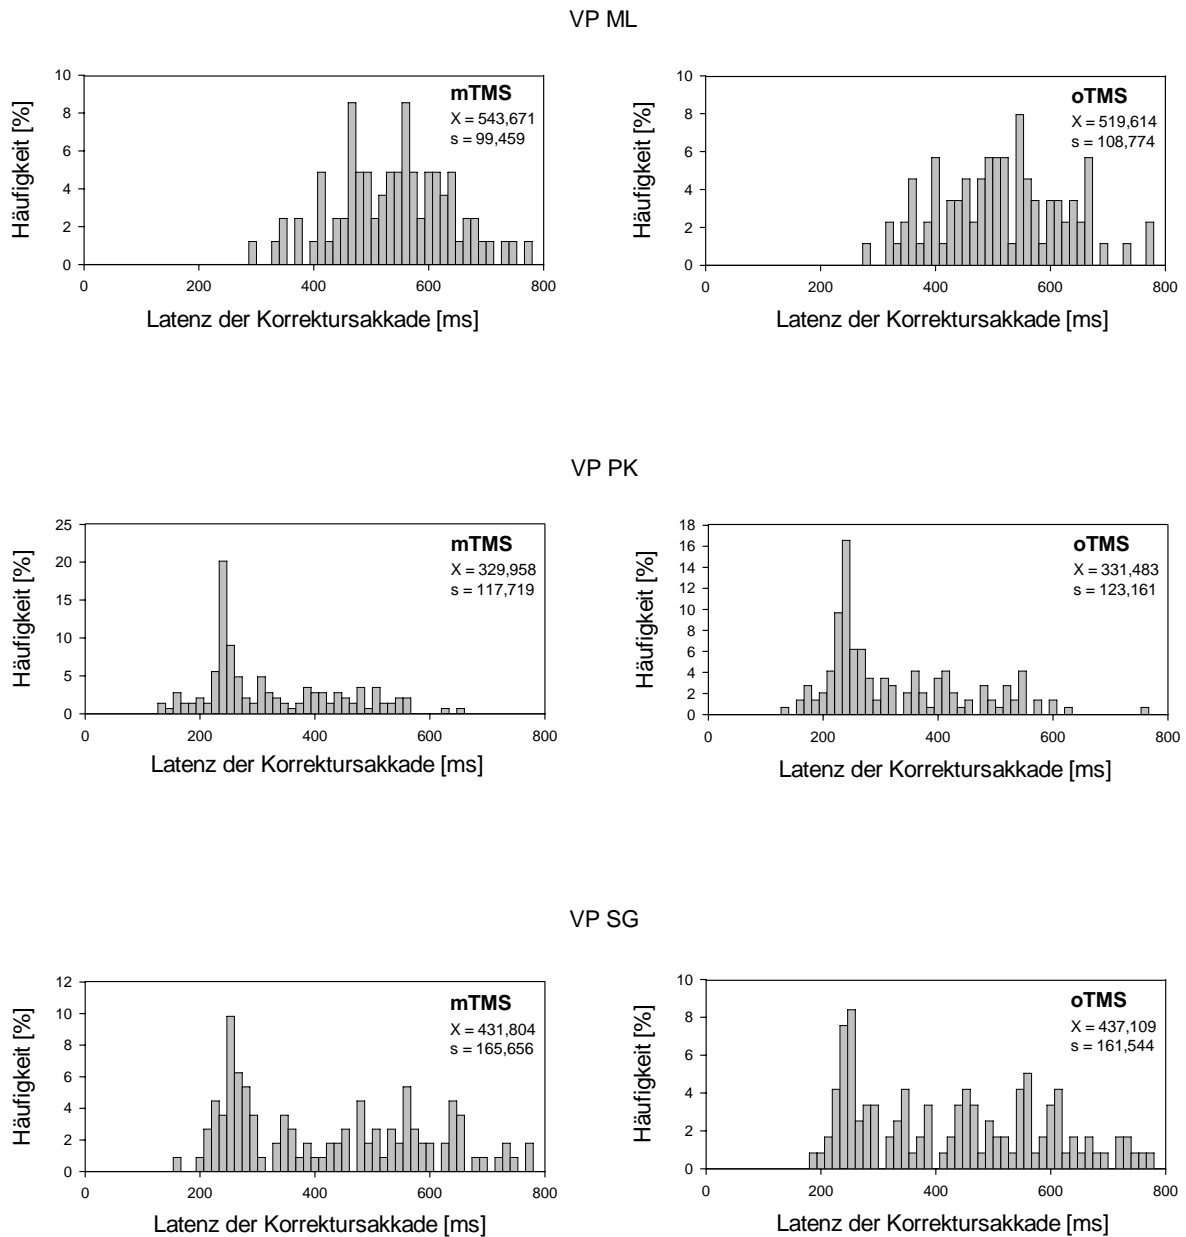 VP ML
10
8
6
4
2
0
Häufigkeit [%]
mTMS
X = 543,671
s = 99,459
0 200 400 600 800
Latenz der Korrektursakkade [ms]
10
8
6
4
2
0
Häufigkeit [%]
oTMS
X = 519,614
s = 108,774
0 200 400 600 800
Latenz der Korrektursakkade [ms]
VP PK
25
20
15
10
5
0
Häufigkeit [%]
mTMS
X = 329,958
s = 117,719
0 200 400 600 800
Latenz der Korrektursakkade [ms]
18
16
14
12
10
8
6
4
2
0
Häufigkeit [%]
oTMS
X = 331,483
s = 123,161
0 200 400 600 800
Latenz der Korrektursakkade [ms]
VP SG
12
10
8
6
4
2
0
Häufigkeit [%]
mTMS
X = 431,804
s = 165,656
0 200 400 600 800
Latenz der Korrektursakkade [ms]
10
8
6
4
2
0
Häufigkeit [%]
oTMS
X = 437,109
s = 161,544
0 200 400 600 800
Latenz der Korrektursakkade [ms]